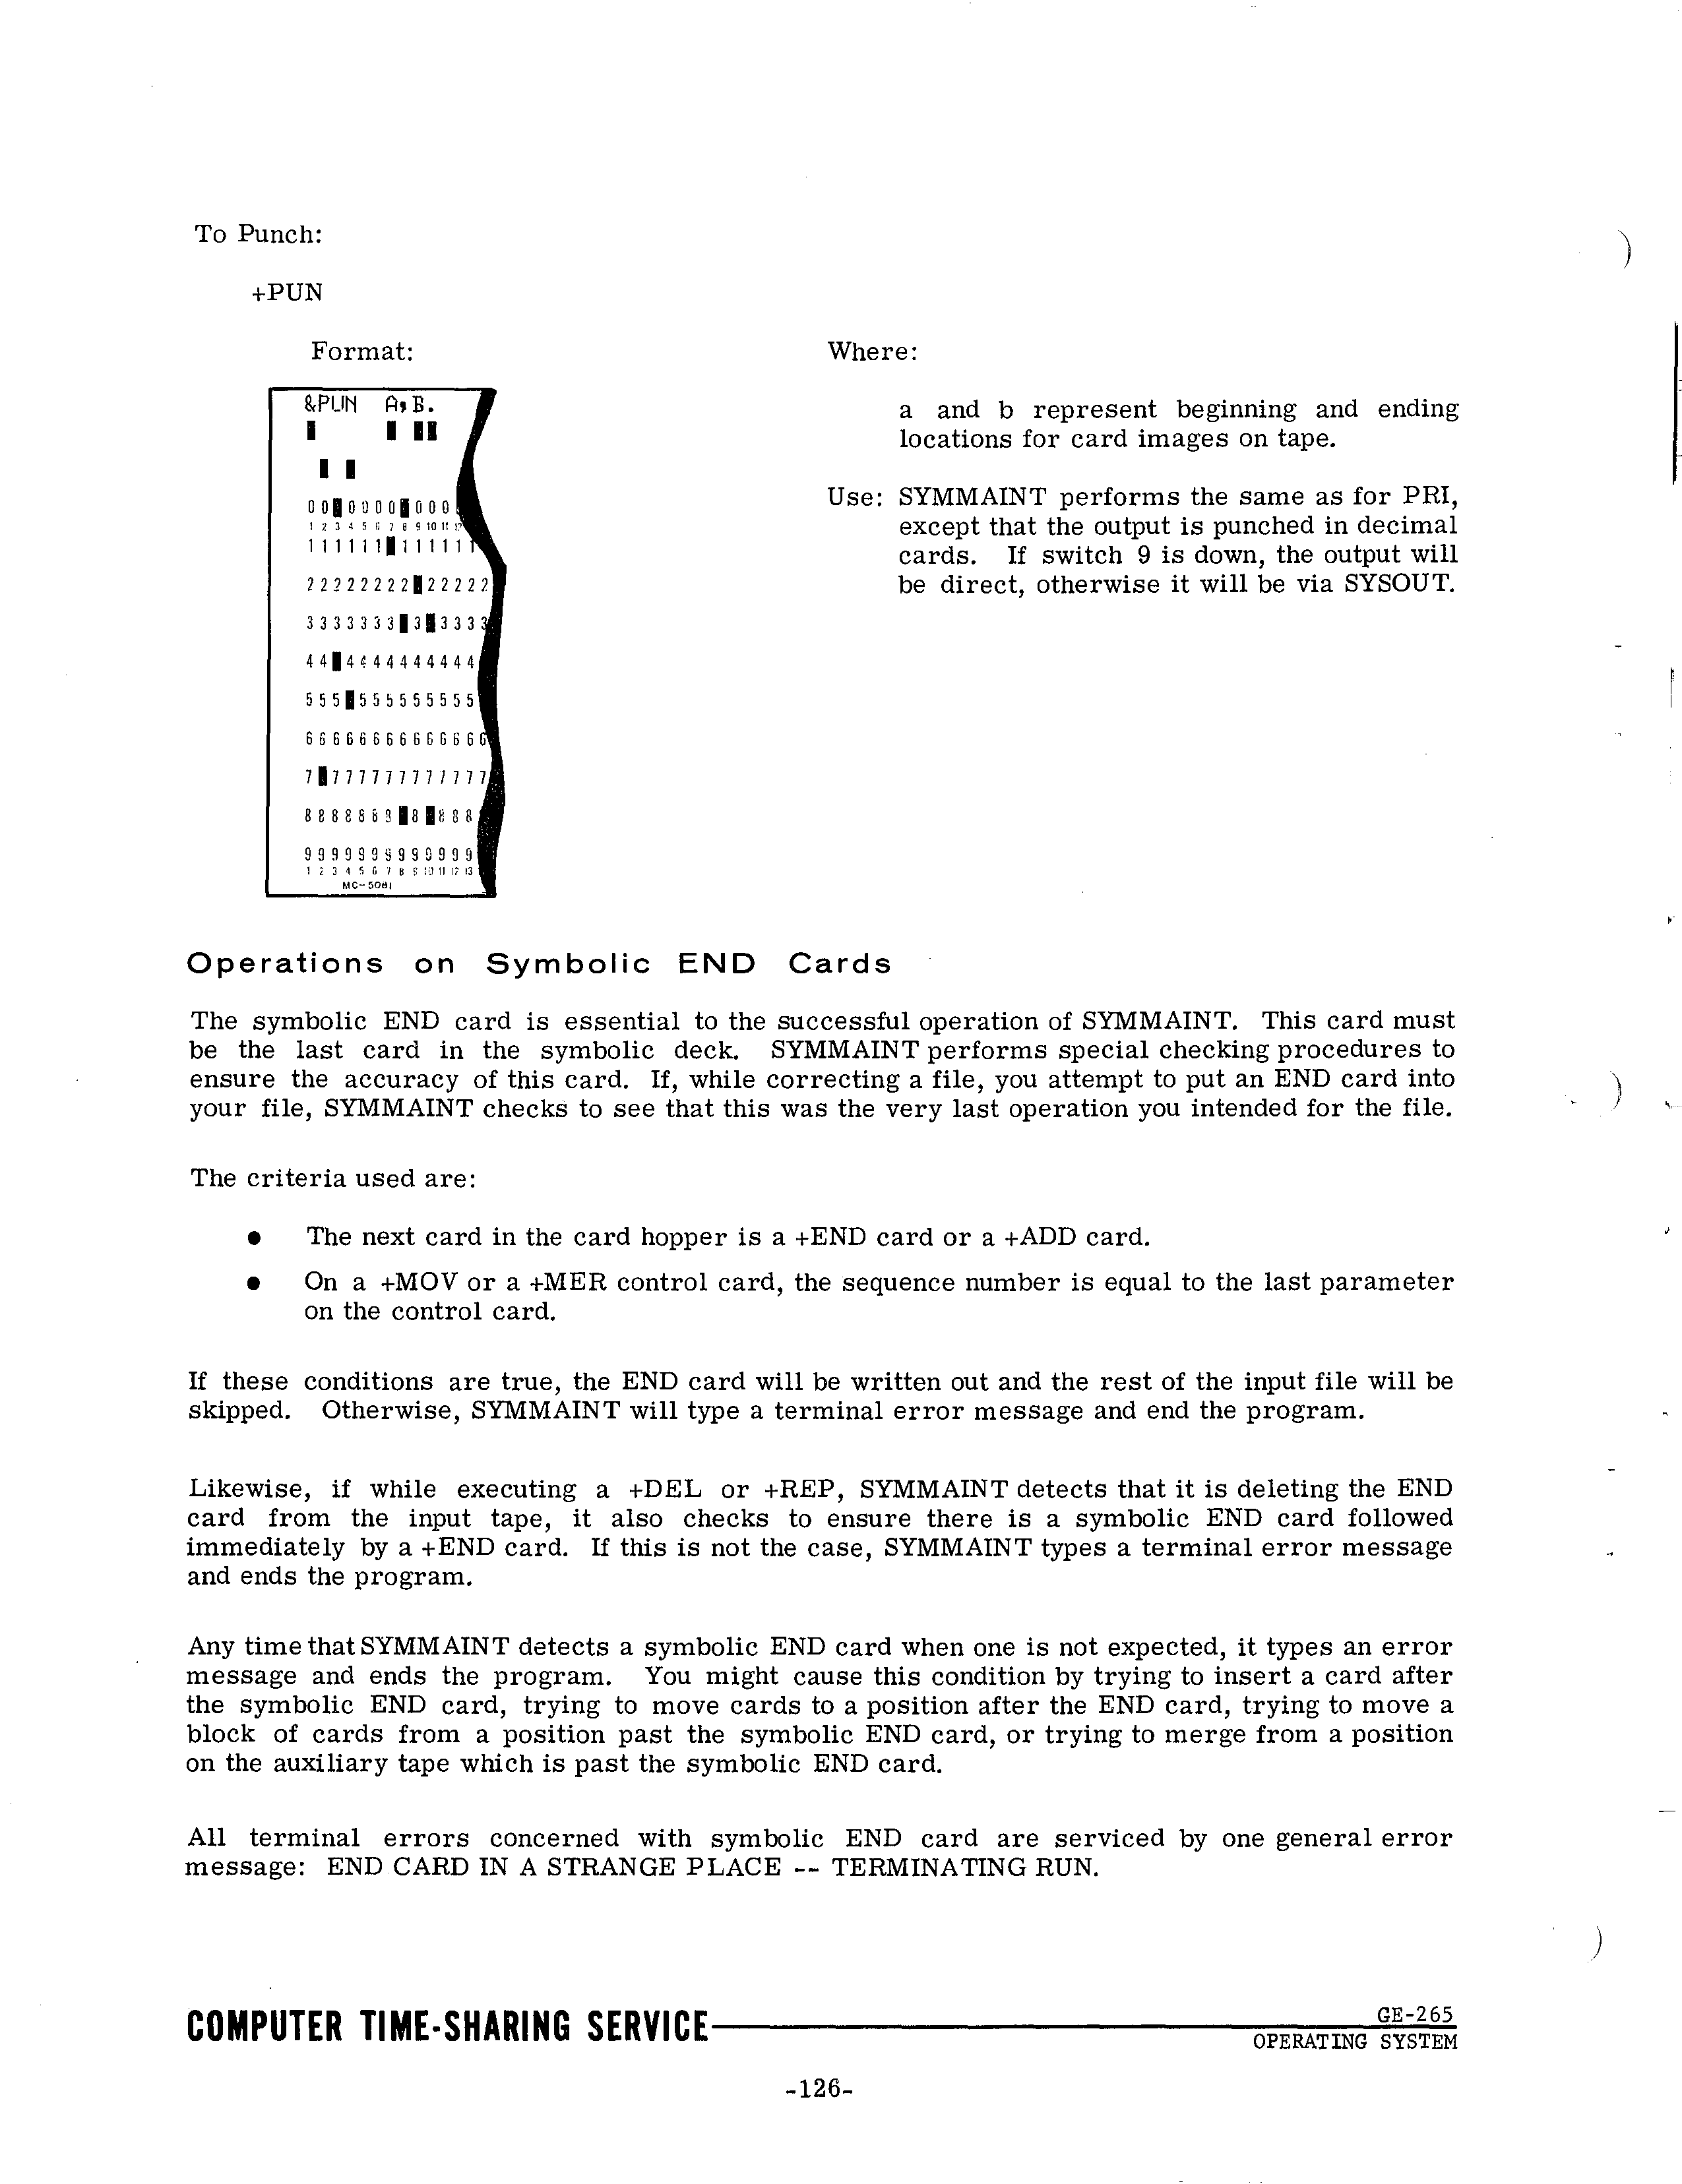 To Punch:
+PUN
Format:
&PUN A,B.
00 0000 000
1 2 3 4 5 6 7 8 9 10 11 12
111111 11111
22222222 22222
3333333 3 3333
44 4444444444
555 555555555
66666666666666
7 777777777777
8888888 8 888
9999999999999
1 2 3 4 5 6 7 8 9 10 11 12 13
MC-5081
Where:
a and b represent beginning and ending
locations for card images on tape.
Use: SYMMAINT performs the same as for PRI,
except that the output is punched in decimal
cards. If switch 9 is down, the output will
be direct, otherwise it will be via SYSOUT.
Operations on Symbolic END Cards
The symbolic END card is essential to the successful operation of SYMMAINT. This card must
be the last card in the symbolic deck. SYMMAINT performs special checking procedures to
ensure the accuracy of this card. If, while correcting a file, you attempt to put an END card into
your file, SYMMAINT checks to see that this was the very last operation you intended for the file.
The criteria used are:
● The next card in the card hopper is a +END card or a +ADD card.
● On a +MOV or a +MER control card, the sequence number is equal to the last parameter
on the control card.
If these conditions are true, the END card will be written out and the rest of the input file will be
skipped. Otherwise, SYMMAINT will type a terminal error message and end the program.
Likewise, if while executing a +DEL or +REP, SYMMAINT detects that it is deleting the END
card from the input tape, it also checks to ensure there is a symbolic END card followed
immediately by a +END card. If this is not the case, SYMMAINT types a terminal error message
and ends the program.
Any time that SYMMAINT detects a symbolic END card when one is not expected, it types an error
message and ends the program. You might cause this condition by trying to insert a card after
the symbolic END card, trying to move cards to a position after the END card, trying to move a
block of cards from a position past the symbolic END card, or trying to merge from a position
on the auxiliary tape which is past the symbolic END card.
All terminal errors concerned with symbolic END card are serviced by one general error
message: END CARD IN A STRANGE PLACE -- TERMINATING RUN.
COMPUTER TIME-SHARING SERVICE
GE-265
OPERATING SYSTEM
-126-